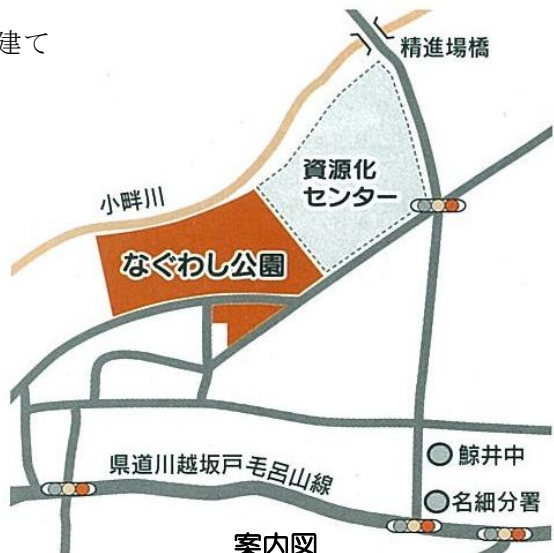 建て
精進場橋
資源化
センター
小畔川
なぐわし公園
県道川越坂戸毛呂山線
鯨井中
名細分署
案内図